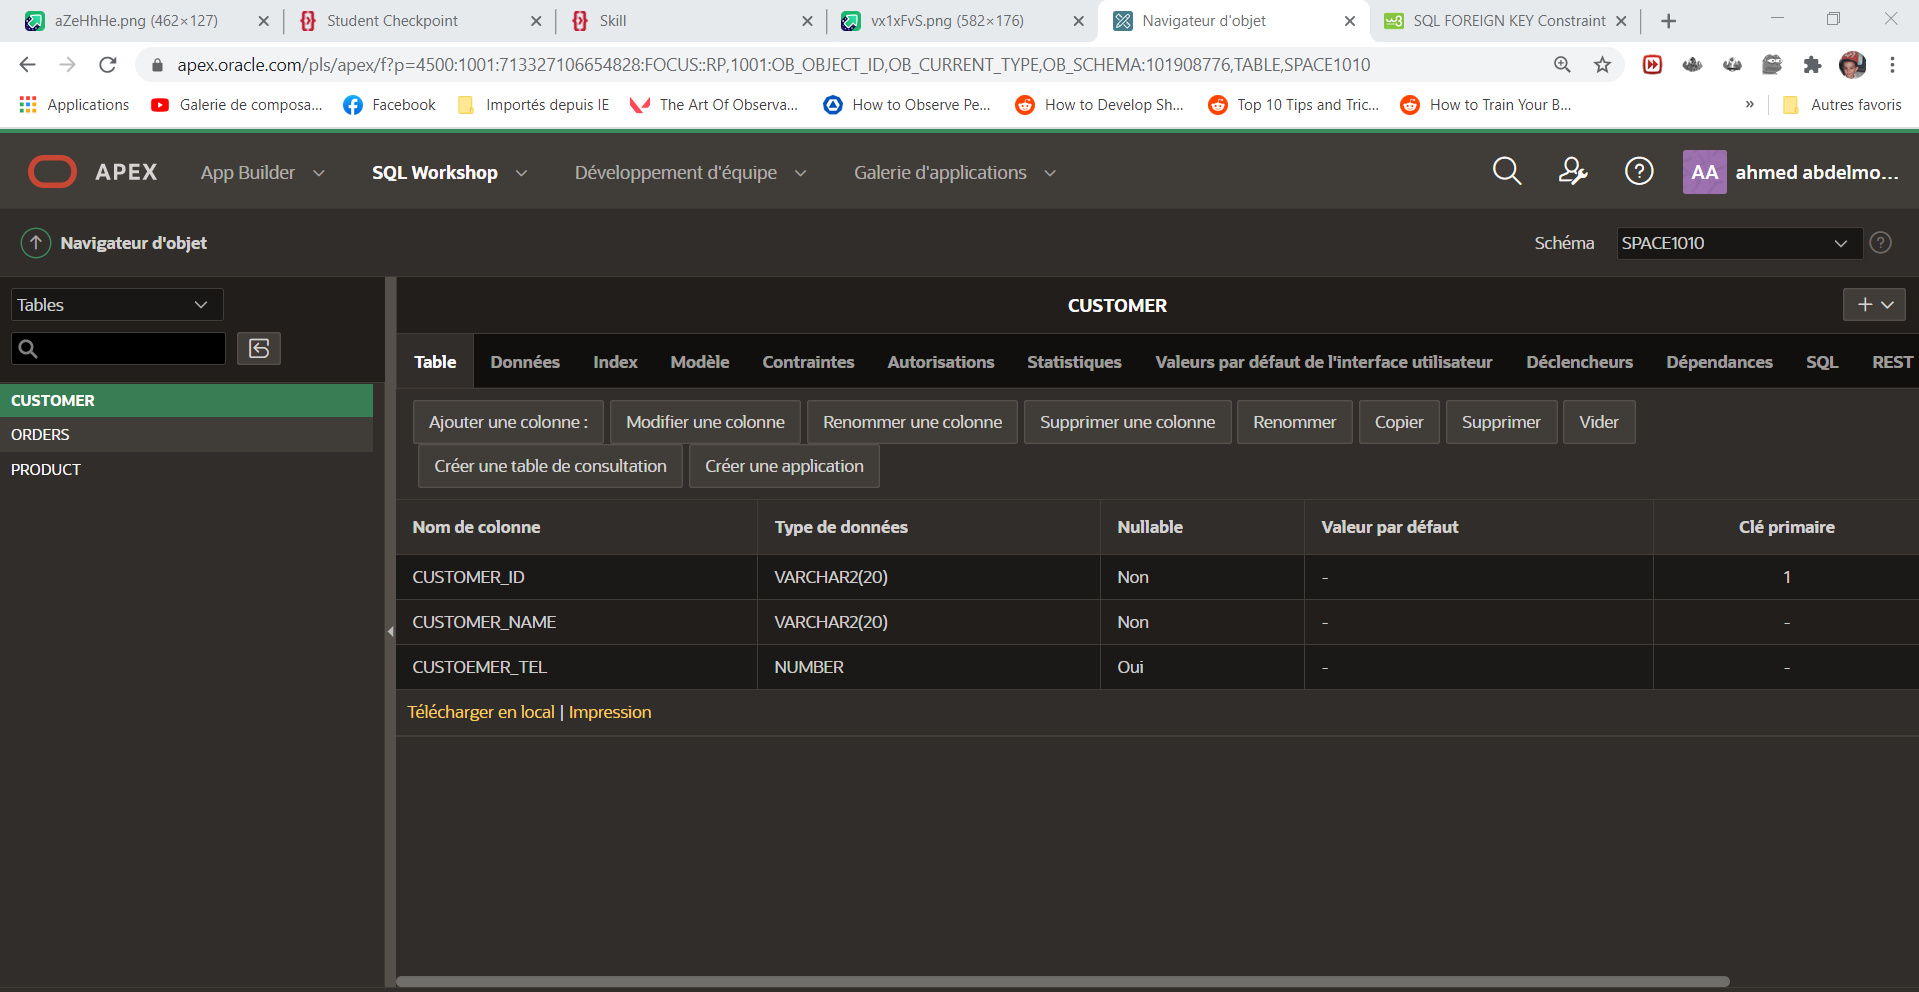 aZeHhHe.png (462×127) Student Checkpoint Skill vx1xFvS.png (582×176) Navigateur d'objet SQL FOREIGN KEY Constraint
apex.oracle.com/pls/apex/f?p=4500:1001:713327106654828:FOCUS::RP,1001:OB_OBJECT_ID,OB_CURRENT_TYPE,OB_SCHEMA:101908776,TABLE,SPACE1010
Applications Galerie de composa... Facebook Importés depuis IE The Art Of Observa... How to Observe Pe... How to Develop Sh... Top 10 Tips and Tric... How to Train Your B... » Autres favoris
APEX App Builder SQL Workshop Développement d'équipe Galerie d'applications AA ahmed abdelmo...
Navigateur d'objet Schéma SPACE1010
Tables
CUSTOMER
ORDERS
PRODUCT
CUSTOMER
Table Données Index Modèle Contraintes Autorisations Statistiques Valeurs par défaut de l'interface utilisateur Déclencheurs Dépendances SQL REST
Ajouter une colonne : Modifier une colonne Renommer une colonne Supprimer une colonne Renommer Copier Supprimer Vider
Créer une table de consultation Créer une application
Nom de colonne Type de données Nullable Valeur par défaut Clé primaire
CUSTOMER_ID VARCHAR2(20) Non - 1
CUSTOMER_NAME VARCHAR2(20) Non - -
CUSTOEMER_TEL NUMBER Oui - -
Télécharger en local | Impression